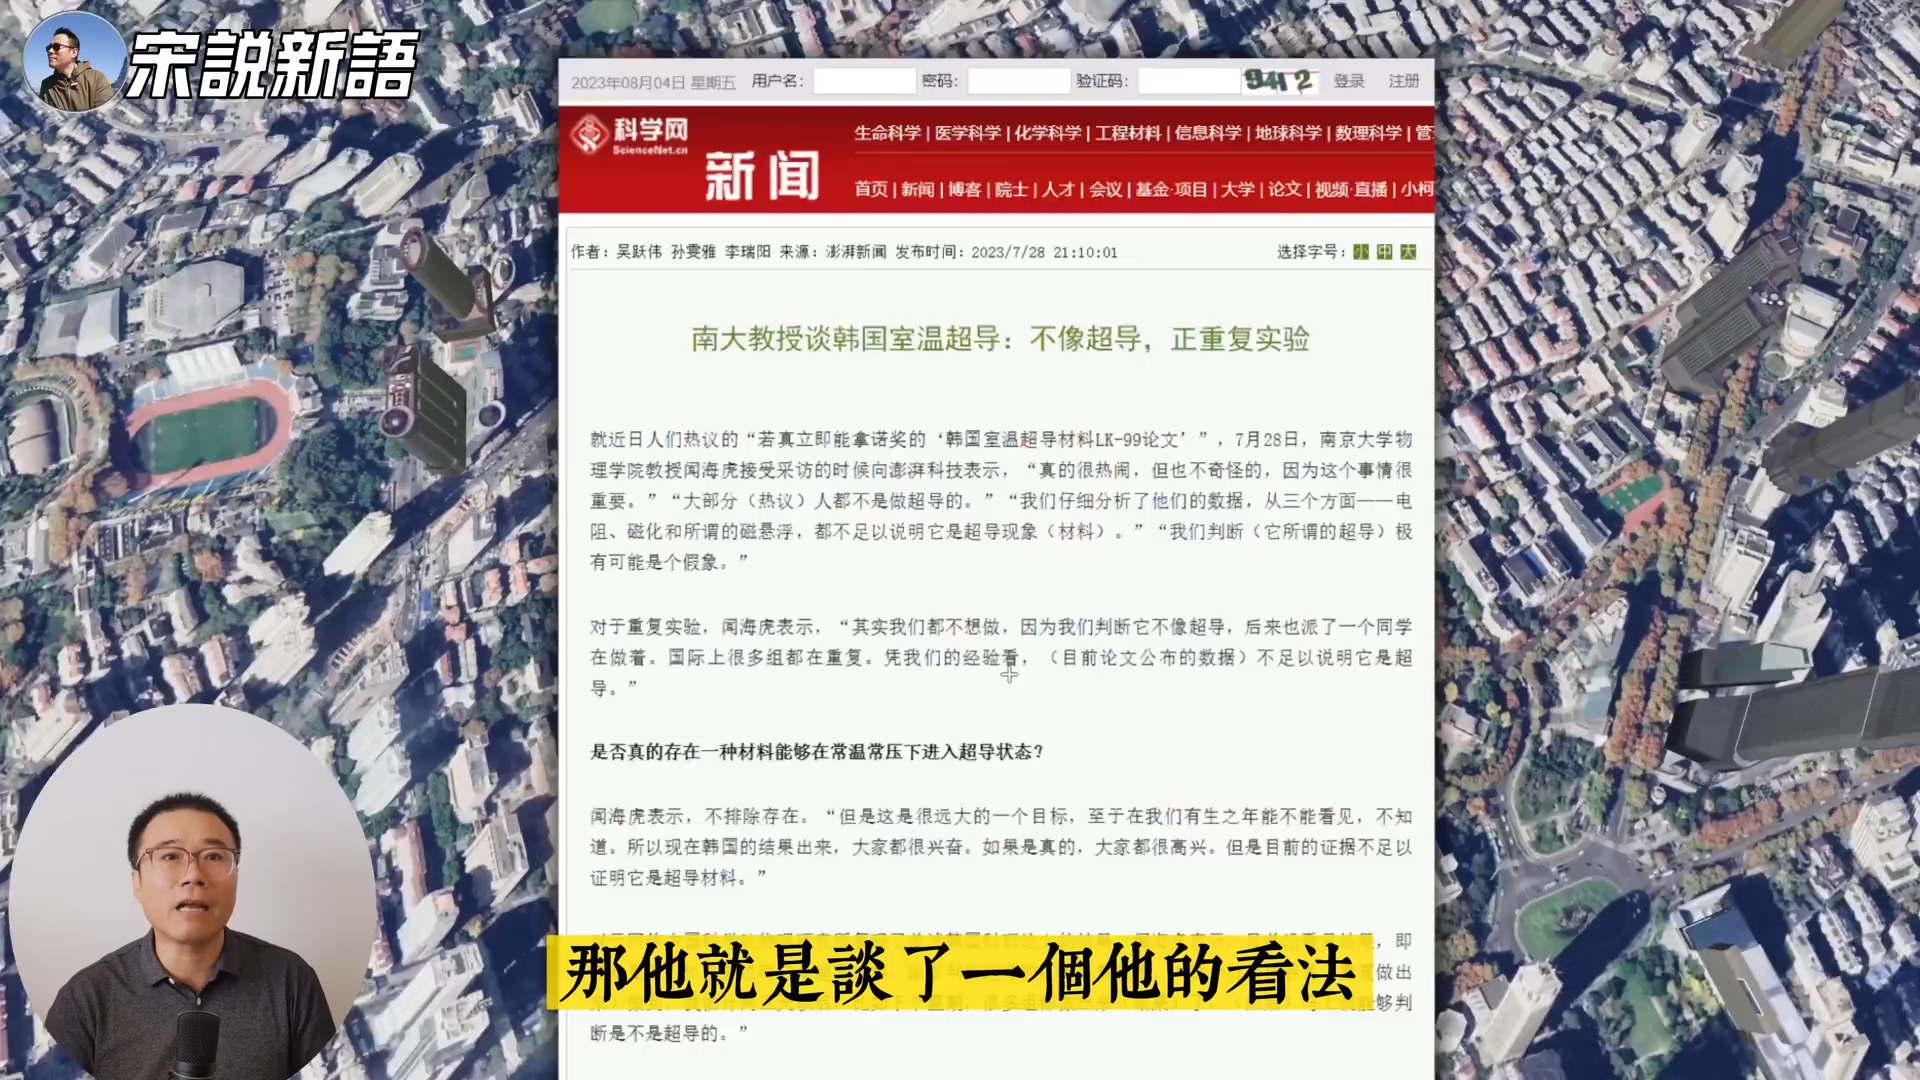 宋說新語
2023年08月04日 星期五 用户名： 密码： 验证码： 9412 登录 注册
科学网
ScienceNet.cn
新闻
生命科学 | 医学科学 | 化学科学 | 工程材料 | 信息科学 | 地球科学 | 数理科学 | 管
首页 | 新闻 | 博客 | 院士 | 人才 | 会议 | 基金·项目 | 大学 | 论文 | 视频·直播 | 小柯
作者：吴跃伟 孙雯雅 李瑞阳 来源：澎湃新闻 发布时间：2023/7/28 21:10:01
选择字号：小 中 大
南大教授谈韩国室温超导：不像超导，正重复实验
就近日人们热议的“若真立即能拿诺奖的‘韩国室温超导材料LK-99论文’”，7月28日，南京大学物
理学院教授闻海虎接受采访的时候向澎湃科技表示，“真的很热闹，但也不奇怪的，因为这个事情很
重要。”“大部分（热议）人都不是做超导的。”“我们仔细分析了他们的数据，从三个方面——电
阻、磁化和所谓的磁悬浮，都不足以说明它是超导现象（材料）。”“我们判断（它所谓的超导）极
有可能是个假象。”
对于重复实验，闻海虎表示，“其实我们都不想做，因为我们判断它不像超导，后来也派了一个同学
在做着。国际上很多组都在重复。凭我们的经验看，（目前论文公布的数据）不足以说明它是超
导。”
是否真的存在一种材料能够在常温常压下进入超导状态？
闻海虎表示，不排除存在。“但是这是很远大的一个目标，至于在我们有生之年能不能看见，不知
道。所以现在韩国的结果出来，大家都很兴奋。如果是真的，大家都很高兴。但是目前的证据不足以
证明它是超导材料。”
，即
做出
够判
断是不是超导的。”
那他就是談了一個他的看法